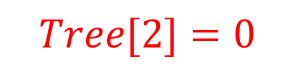 Tree[2] = 0